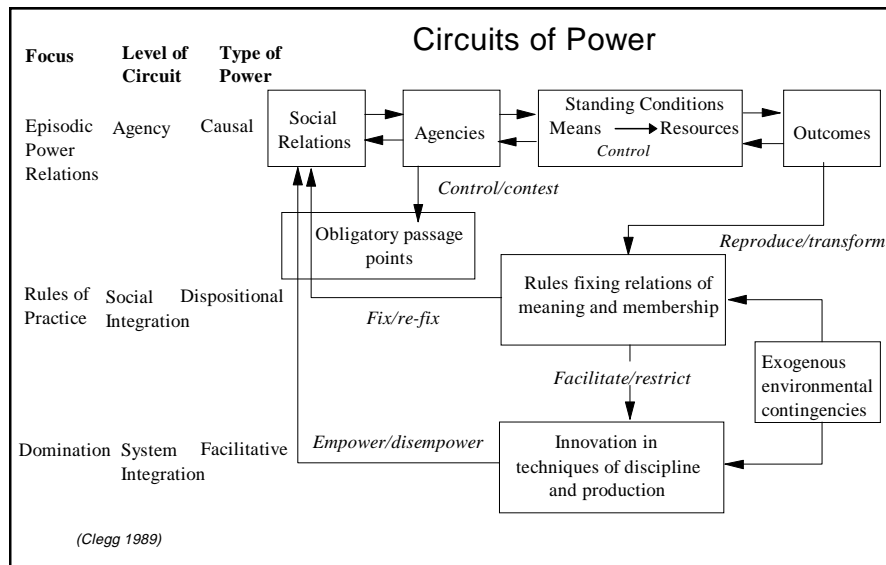 Circuits of Power
Focus
Level of
Circuit
Type of
Power
Episodic
Power
Relations
Agency
Causal
Social
Relations
Agencies
Standing Conditions
Means
Resources
Control
Outcomes
Control/contest
Obligatory passage
points
Reproduce/transform
Rules of
Practice
Social
Integration
Dispositional
Fix/re-fix
Rules fixing relations of
meaning and membership
Facilitate/restrict
Exogenous
environmental
contingencies
Domination
System
Integration
Facilitative
Empower/disempower
Innovation in
techniques of discipline
and production
(Clegg 1989)